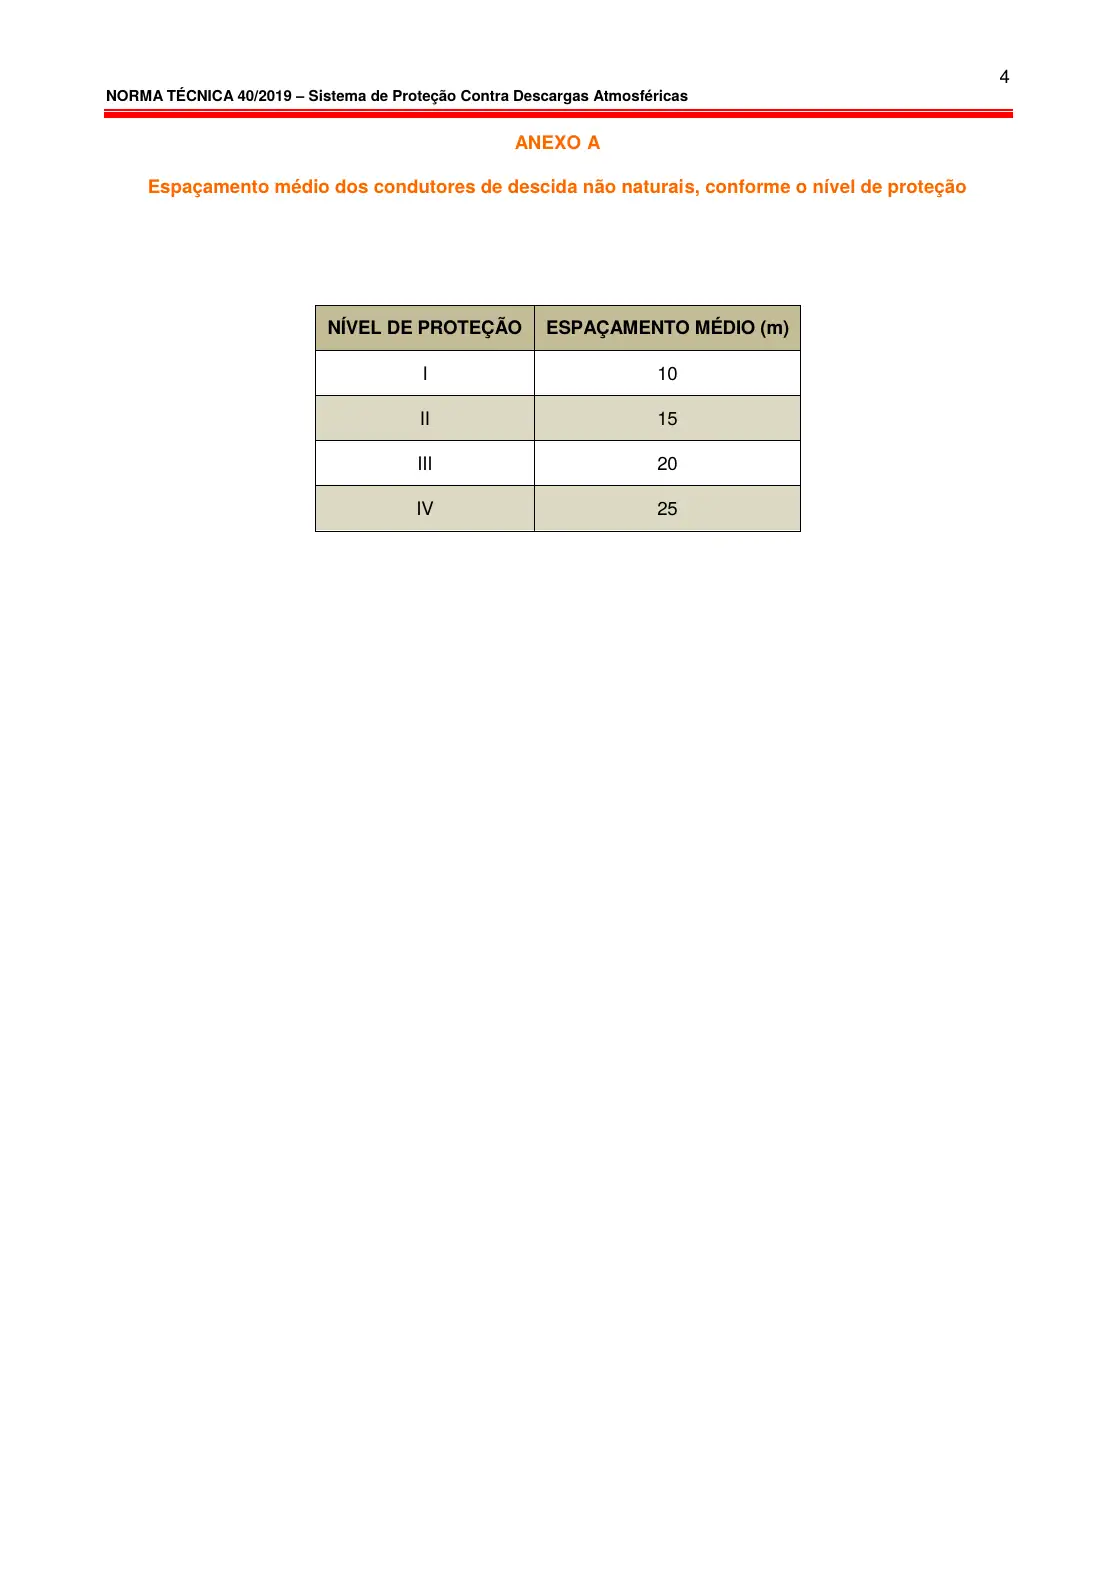 4
NORMA TÉCNICA 40/2019 – Sistema de Proteção Contra Descargas Atmosféricas
ANEXO A
Espaçamento médio dos condutores de descida não naturais, conforme o nível de proteção
NÍVEL DE PROTEÇÃO ESPAÇAMENTO MÉDIO (m)
I 10
II 15
III 20
IV 25